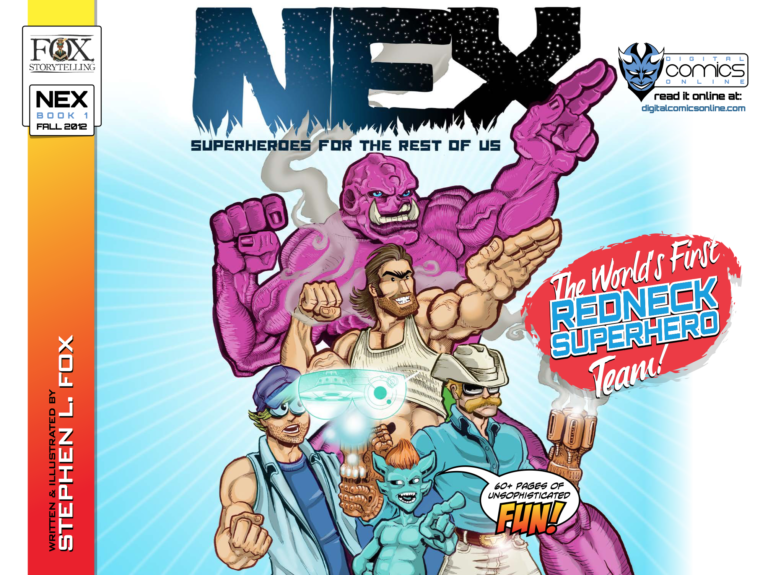 FOX
STORYTELLING
NEX
BOOK 1
FALL 2012
NEX
SUPERHEROES FOR THE REST OF US
DIGITAL
comics
ONLINE
read it online at:
digitalcomicsonline.com
The World's First
REDNECK
SUPERHERO
Team!
60+ PAGES OF
UNSOPHISTICATED
FUN!
WRITTEN & ILLUSTRATED BY
STEPHEN L. FOX